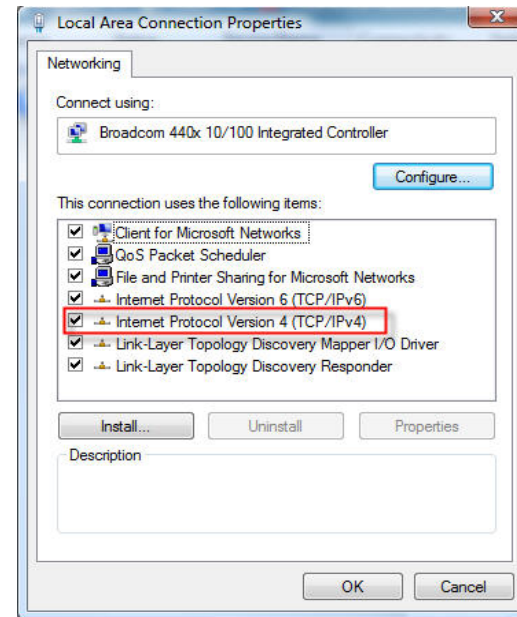 Local Area Connection Properties
Networking
Connect using:
Broadcom 440x 10/100 Integrated Controller
Configure...
This connection uses the following items:
Client for Microsoft Networks
QoS Packet Scheduler
File and Printer Sharing for Microsoft Networks
Internet Protocol Version 6 (TCP/IPv6)
Internet Protocol Version 4 (TCP/IPv4)
Link-Layer Topology Discovery Mapper I/O Driver
Link-Layer Topology Discovery Responder
Install... Uninstall Properties
Description
OK Cancel